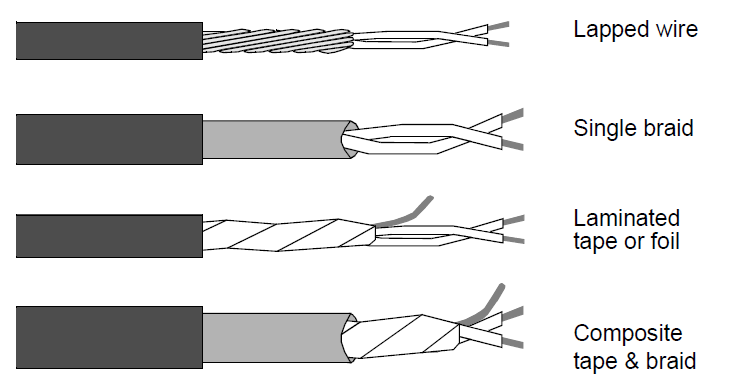 Lapped wire
Single braid
Laminated
tape or foil
Composite
tape & braid